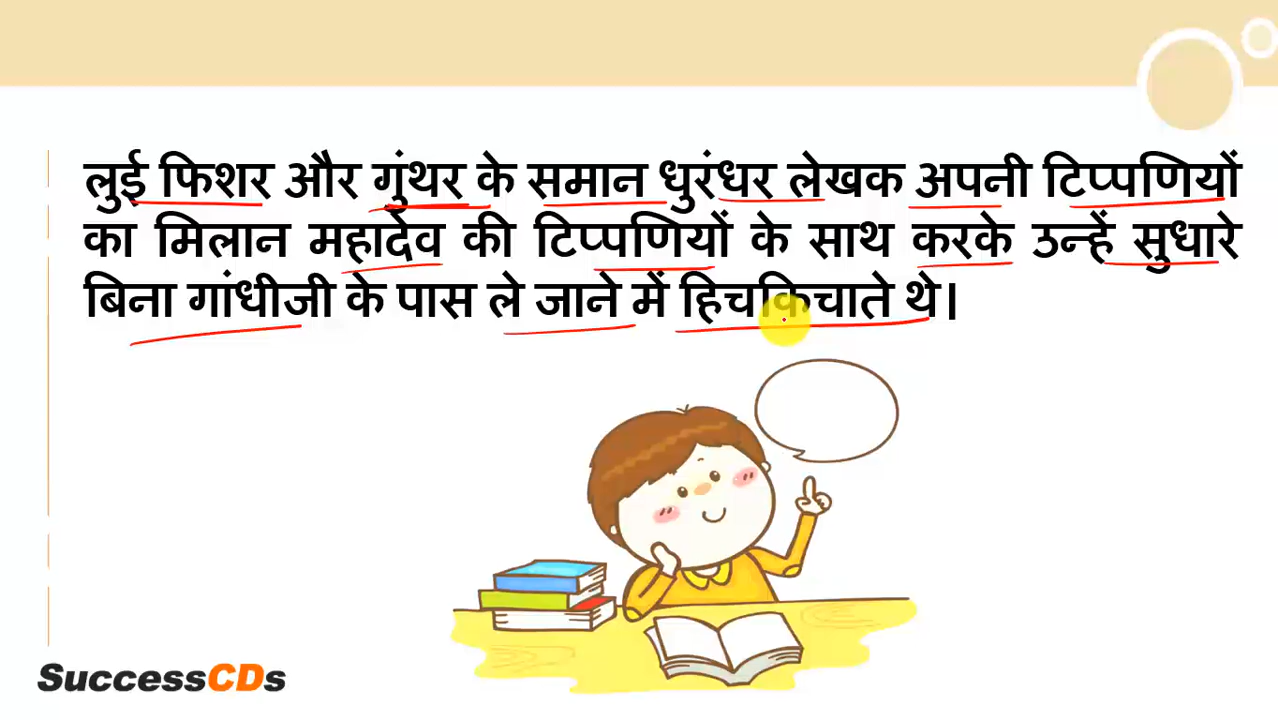 लुई फिशर और गुंथर के समान धुरंधर लेखक अपनी टिप्पणियों
का मिलान महादेव की टिप्पणियों के साथ करके उन्हें सुधारे
बिना गांधीजी के पास ले जाने में हिचकिचाते थे।
SuccessCDs